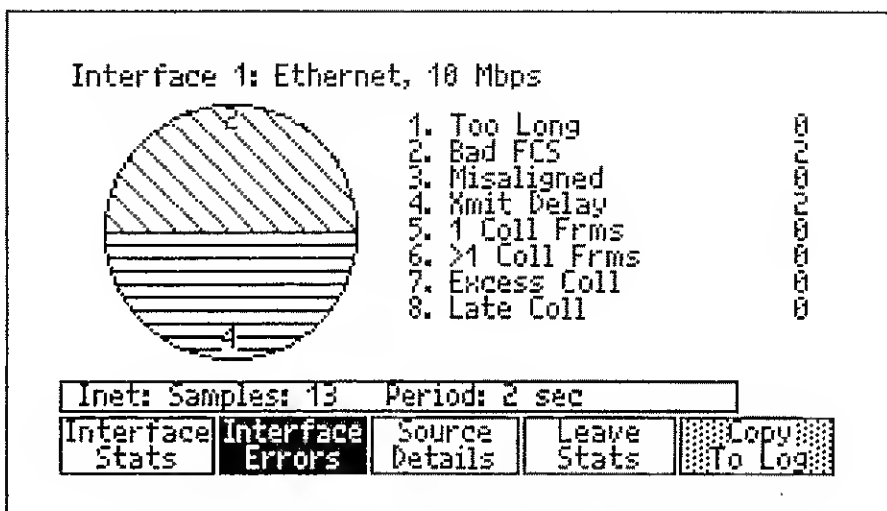 Interface 1: Ethernet, 10 Mbps
2
4
1. Too Long 0
2. Bad FCS 2
3. Misaligned 0
4. Xmit Delay 2
5. 1 Coll Frms 0
6. >1 Coll Frms 0
7. Excess Coll 0
8. Late Coll 0
Inet: Samples: 13 Period: 2 sec
Interface Stats
Interface Errors
Source Details
Leave Stats
Copy To Log